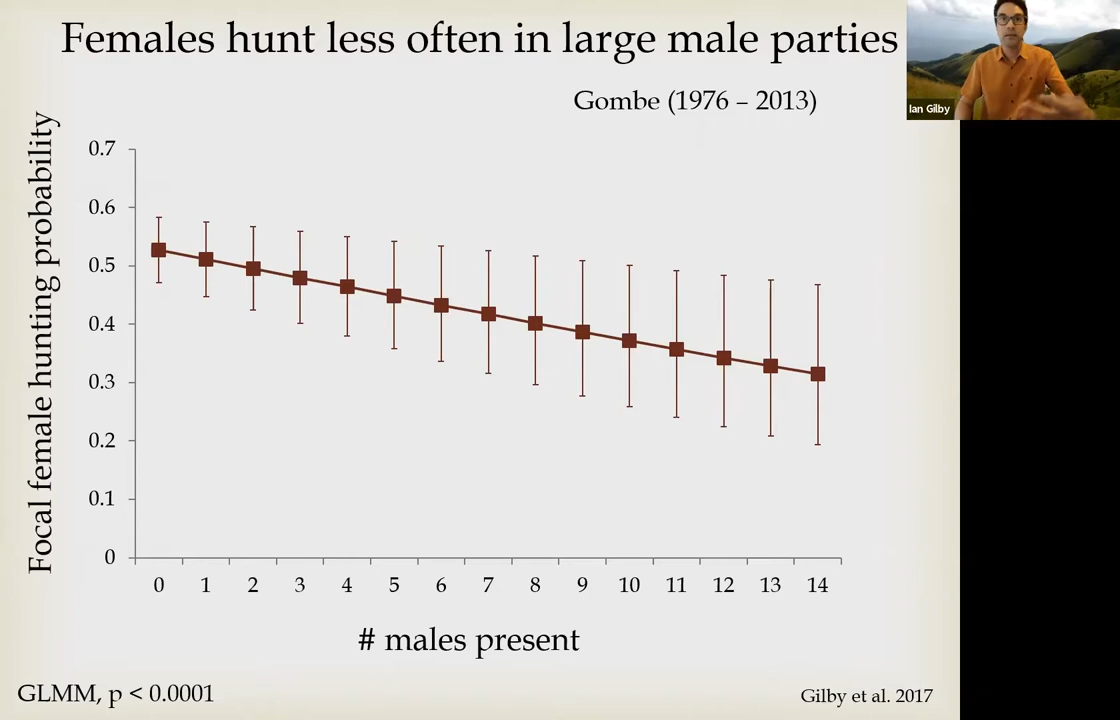 Females hunt less often in large male parties
Ian Gilby
Gombe (1976 – 2013)
Focal female hunting probability
0.7
0.6
0.5
0.4
0.3
0.2
0.1
0
0 1 2 3 4 5 6 7 8 9 10 11 12 13 14
# males present
GLMM, p < 0.0001
Gilby et al. 2017